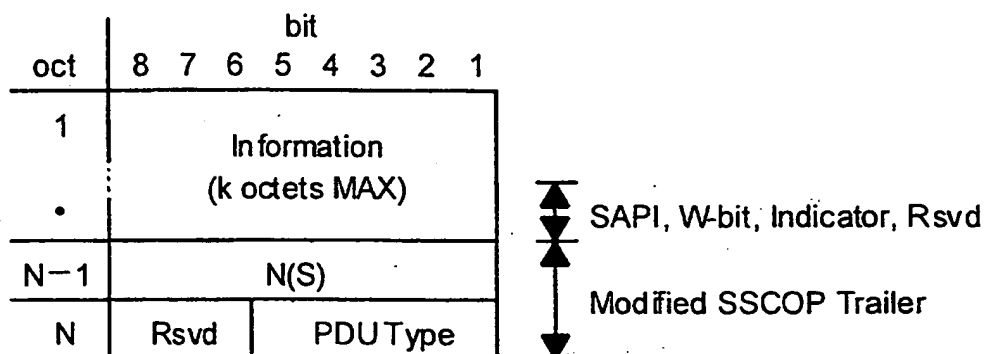 bit
oct 8 7 6 5 4 3 2 1
1
Information
(k octets MAX)
•
SAPI, W-bit, Indicator, Rsvd
N−1 N(S)
Modified SSCOP Trailer
N Rsvd PDU Type